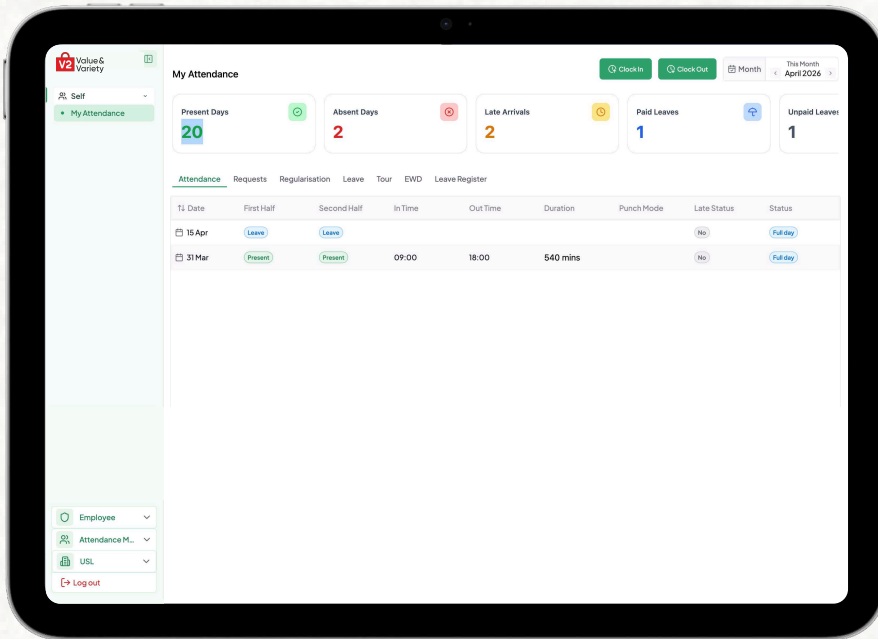 V2 Value &
Variety
My Attendance
Clock In
Clock Out
Month
This Month
April 2026
Self
My Attendance
Present Days
20
Absent Days
2
Late Arrivals
2
Paid Leaves
1
Unpaid Leaves
1
Attendance Requests Regularisation Leave Tour EWD Leave Register
Date First Half Second Half In Time Out Time Duration Punch Mode Late Status Status
15 Apr Leave Leave No Full day
31 Mar Present Present 09:00 18:00 540 mins No Full day
Employee
Attendance M...
USL
Log out